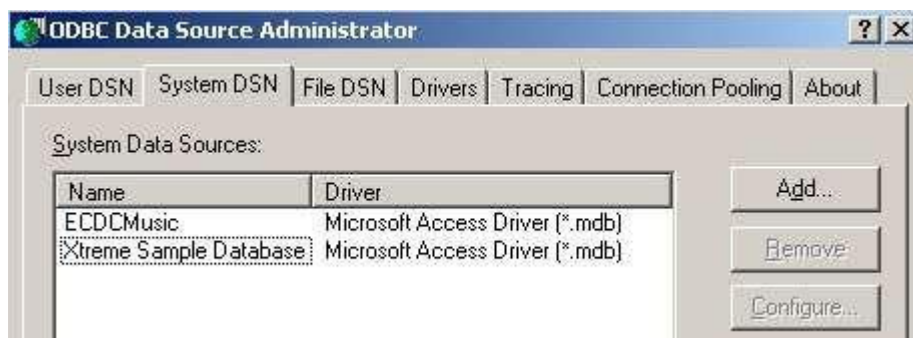 ODBC Data Source Administrator
User DSN System DSN File DSN Drivers Tracing Connection Pooling About
System Data Sources:
Name Driver
ECDCMusic Microsoft Access Driver (*.mdb)
Xtreme Sample Database Microsoft Access Driver (*.mdb)
Add...
Remove
Configure...